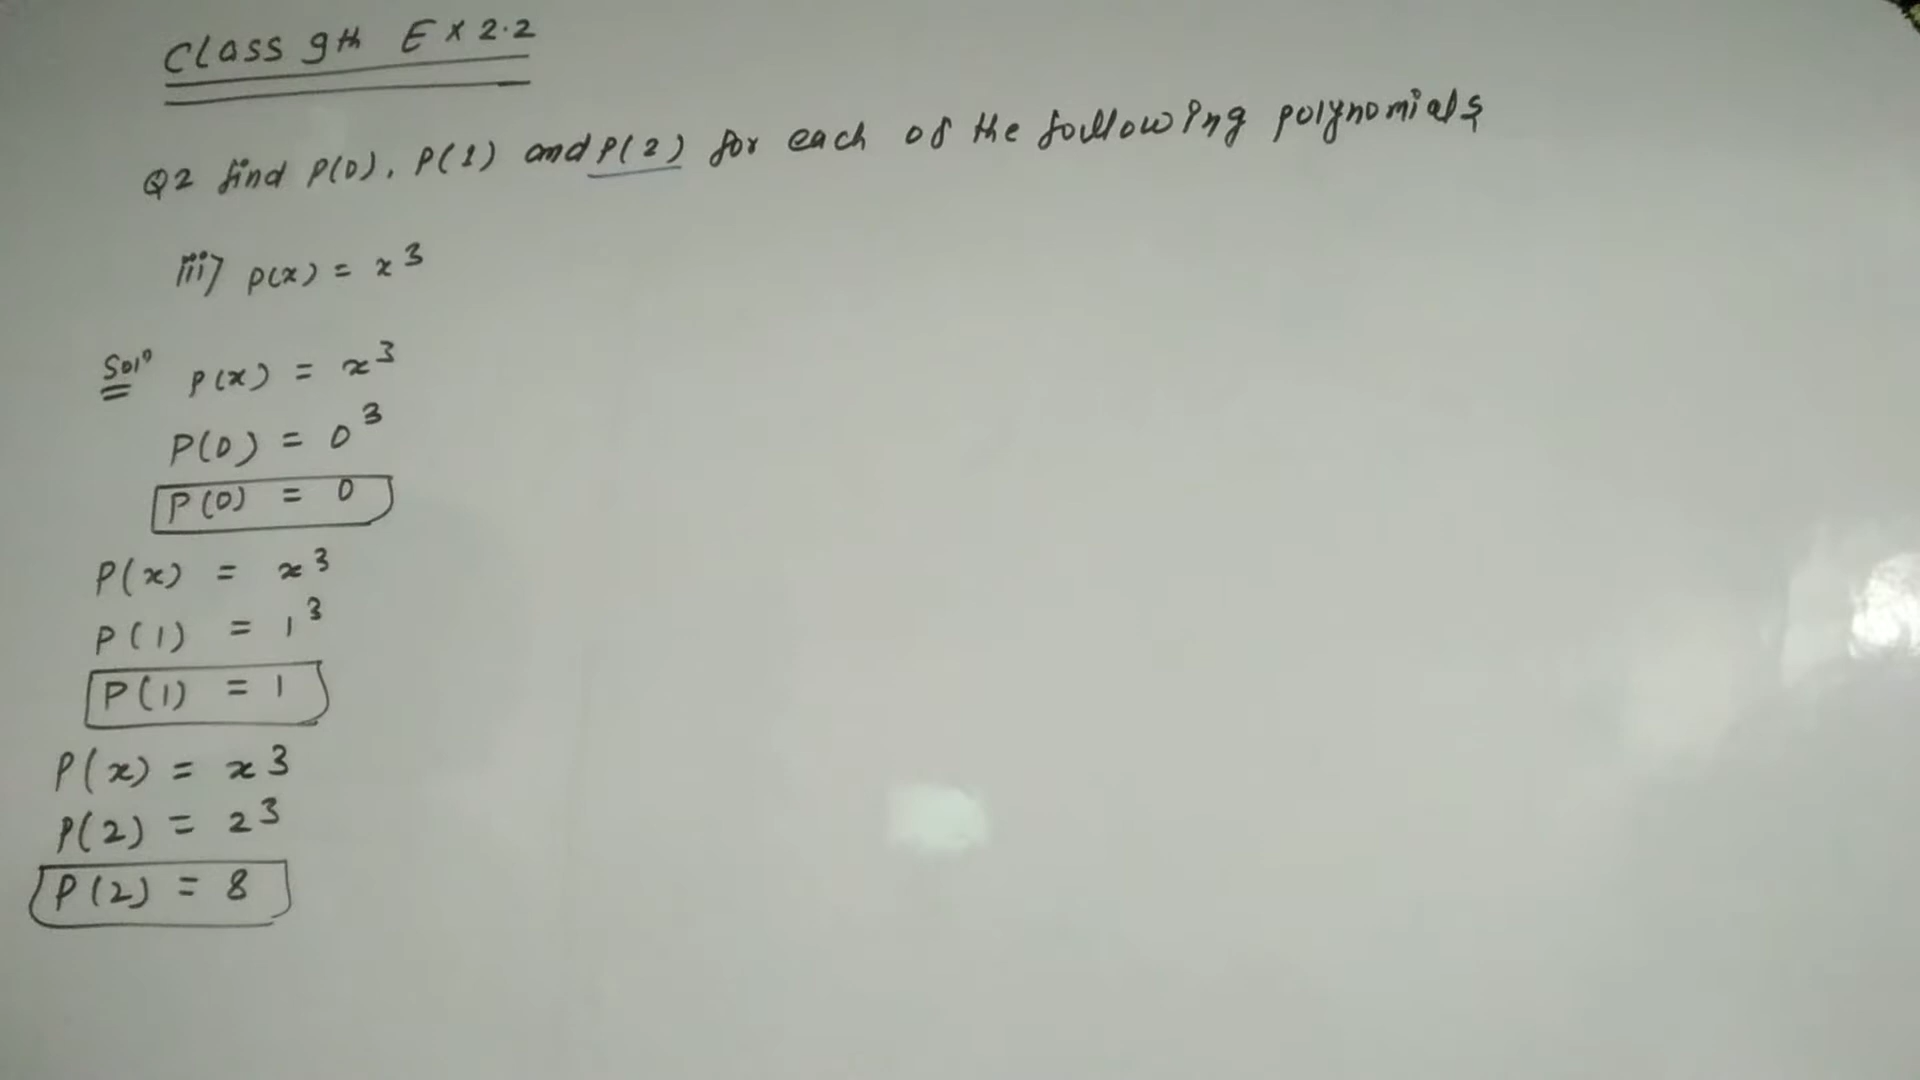 Class 9th Ex 2.2
Q2 find P(0), P(1) and P(2) for each of the following polynomials
iii) p(x) = x³
Solⁿ p(x) = x³
P(0) = 0³
P(0) = 0
P(x) = x³
P(1) = 1³
P(1) = 1
P(x) = x³
P(2) = 2³
P(2) = 8